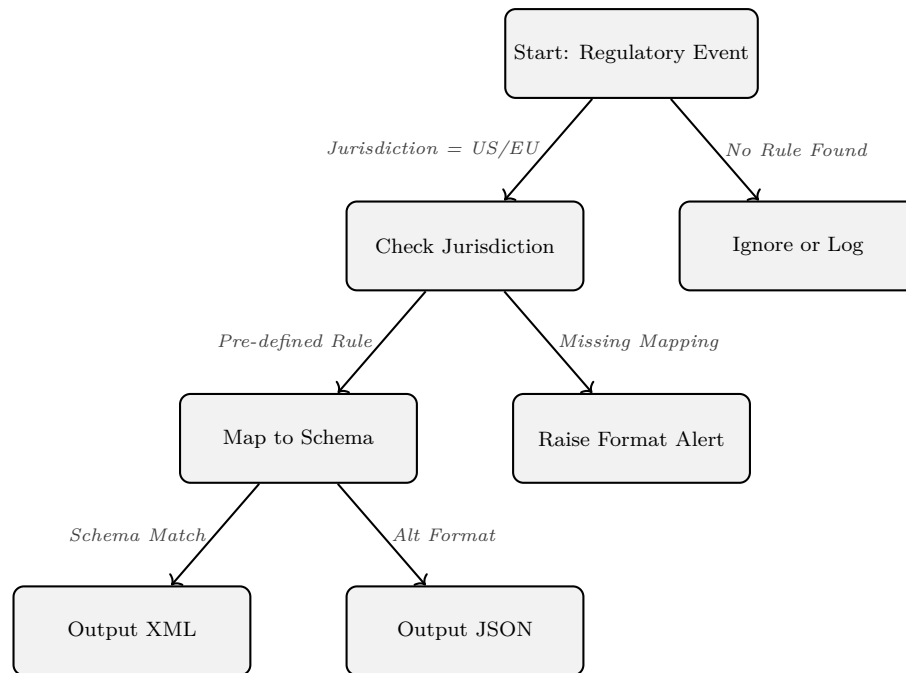 Start: Regulatory Event
Jurisdiction = US/EU
No Rule Found
Check Jurisdiction
Ignore or Log
Pre-defined Rule
Missing Mapping
Map to Schema
Raise Format Alert
Schema Match
Alt Format
Output XML
Output JSON